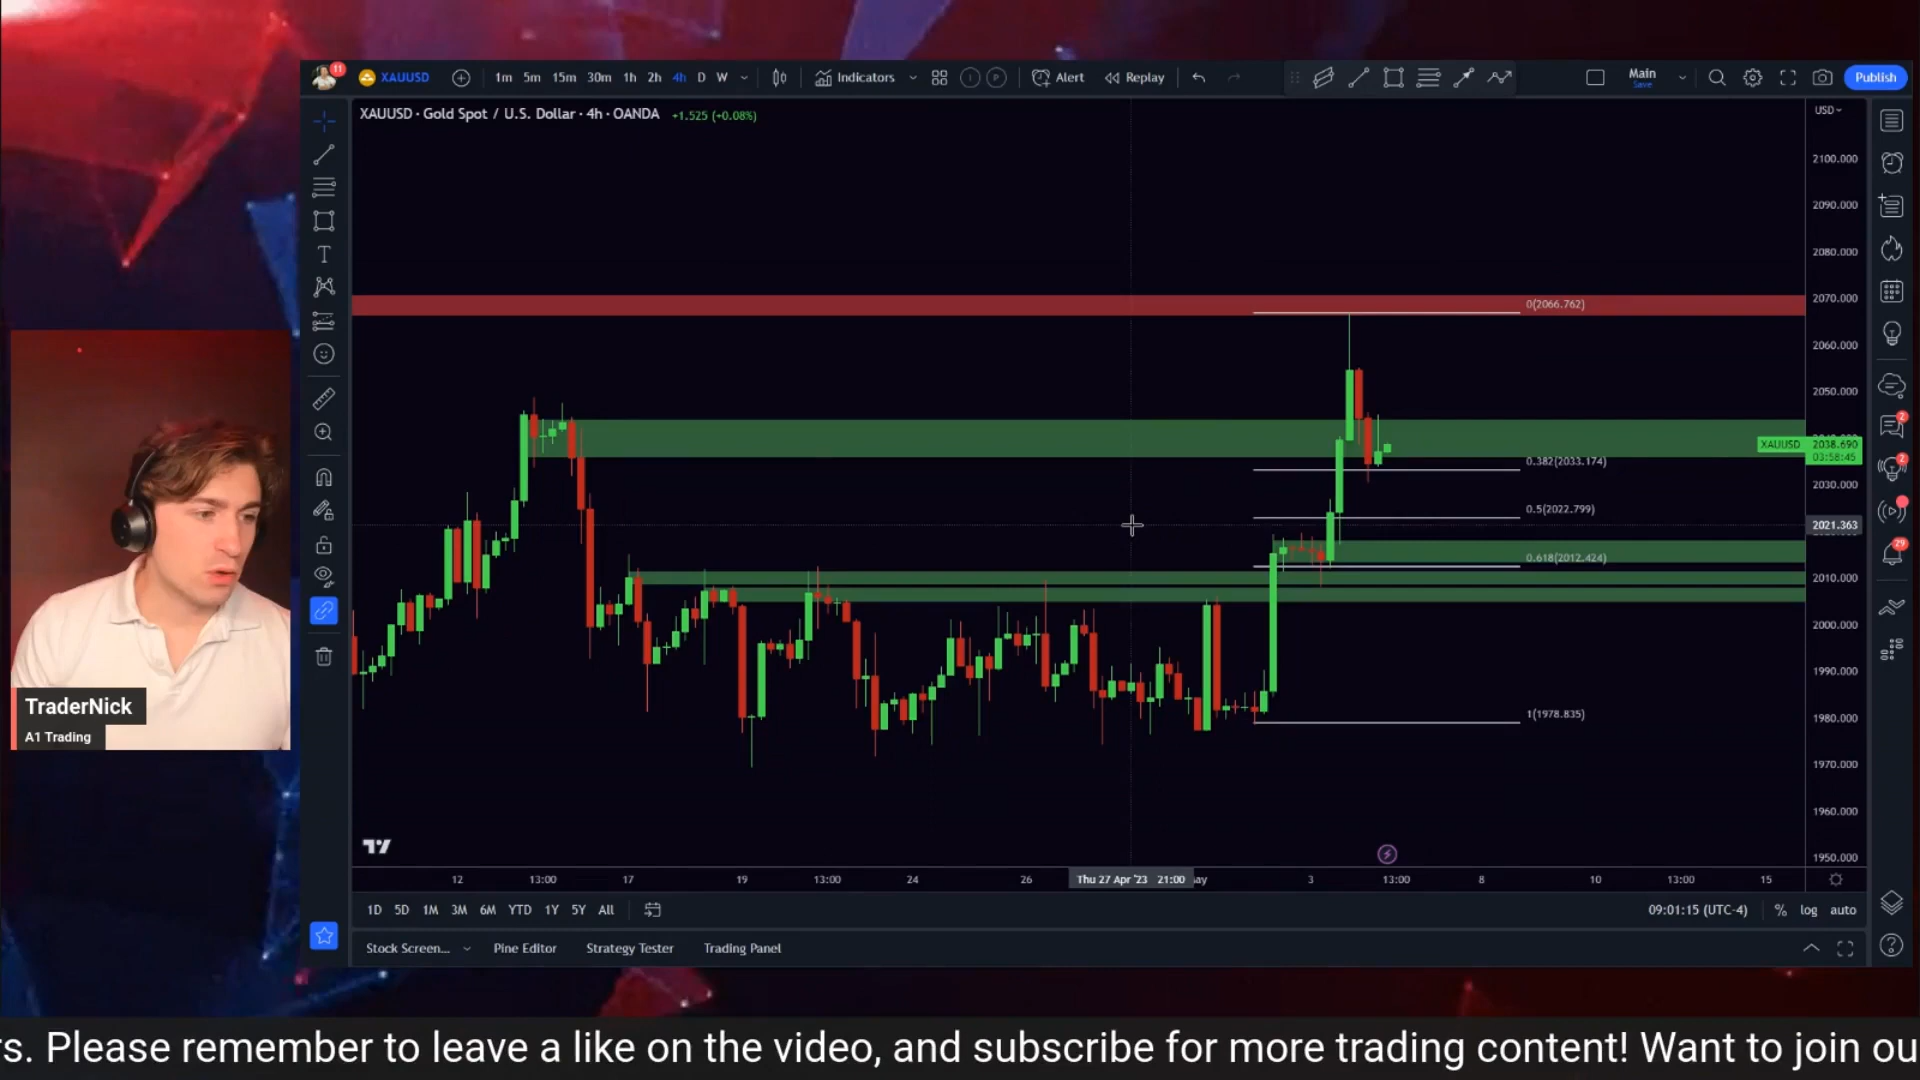 11
XAUUSD
1m 5m 15m 30m 1h 2h 4h D W
Indicators
Alert
Replay
Main
Save
Publish
XAUUSD · Gold Spot / U.S. Dollar · 4h · OANDA +1.525 (+0.08%)
USD
2100.000
2090.000
2080.000
2070.000
0(2066.762)
2060.000
2050.000
XAUUSD 2038.690
03:58:45
0.382(2033.174)
2030.000
0.5(2022.799)
2021.363
0.618(2012.424)
2010.000
2000.000
1990.000
1980.000
1(1978.835)
1970.000
1960.000
1950.000
2
2
29
TraderNick
A1 Trading
12 13:00 17 19 13:00 24 26 Thu 27 Apr '23 21:00 ay 3 13:00 8 10 13:00 15
1D 5D 1M 3M 6M YTD 1Y 5Y All
09:01:15 (UTC-4) % log auto
Stock Screen... Pine Editor Strategy Tester Trading Panel
s. Please remember to leave a like on the video, and subscribe for more trading content! Want to join ou